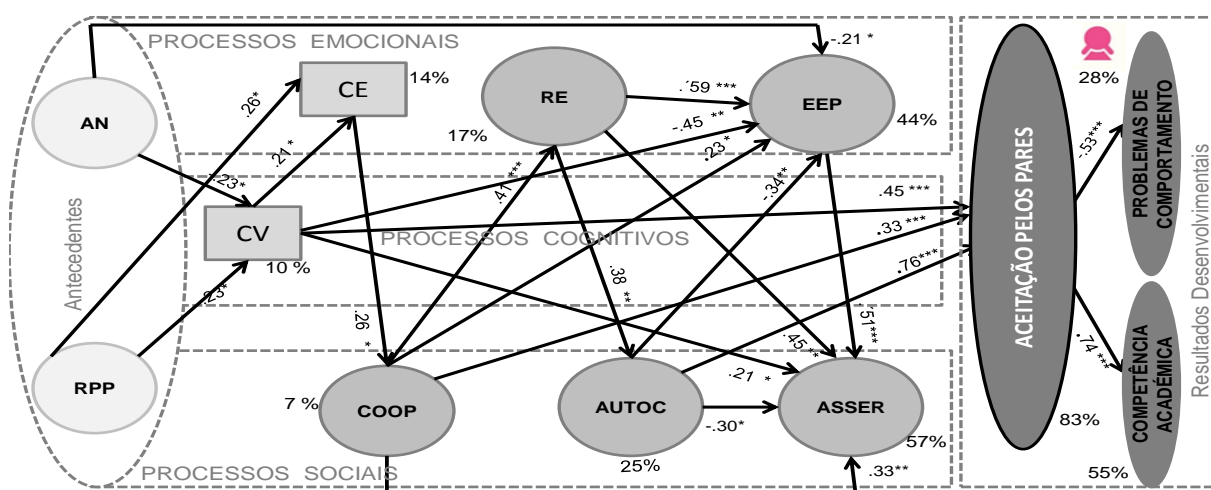 PROCESSOS EMOCIONAIS
-.21 *
28%
AN
.26*
CE
14%
RE
17%
.´59 ***
EEP
44%
-.45 **
.23 *
.21 *
.23*
.41 ***
-.34**
.45 ***
.33 ***
.76***
Antecedentes
CV
10 %
PROCESSOS COGNITIVOS
.23*
.38 **
.26 *
.45 **
.51***
.21 *
RPP
7 %
COOP
AUTOC
25%
-.30*
ASSER
57%
.33**
PROCESSOS SOCIAIS
ACEITAÇÃO PELOS PARES
83%
-.53***
.74 ***
PROBLEMAS DE
COMPORTAMENTO
COMPETÊNCIA
ACADÉMICA
55%
Resultados Desenvolvimentais